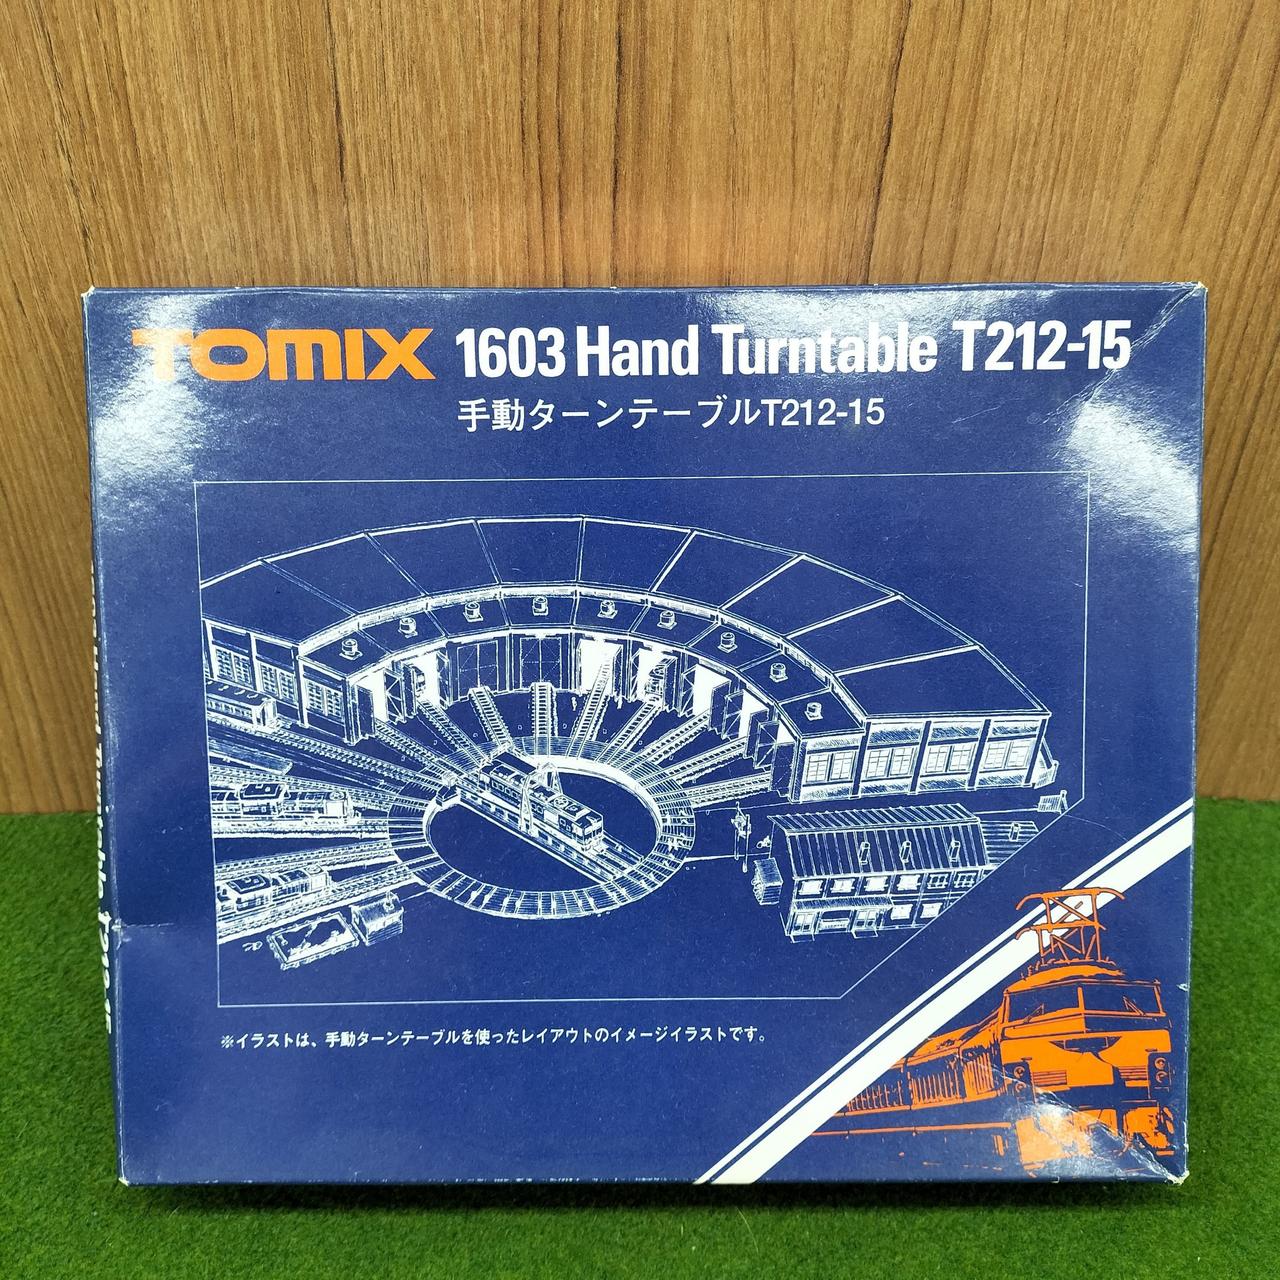 TOMIX 1603 Hand Turntable T212-15
手動ターンテーブルT212-15
※イラストは、手動ターンテーブルを使ったレイアウトのイメージイラストです。